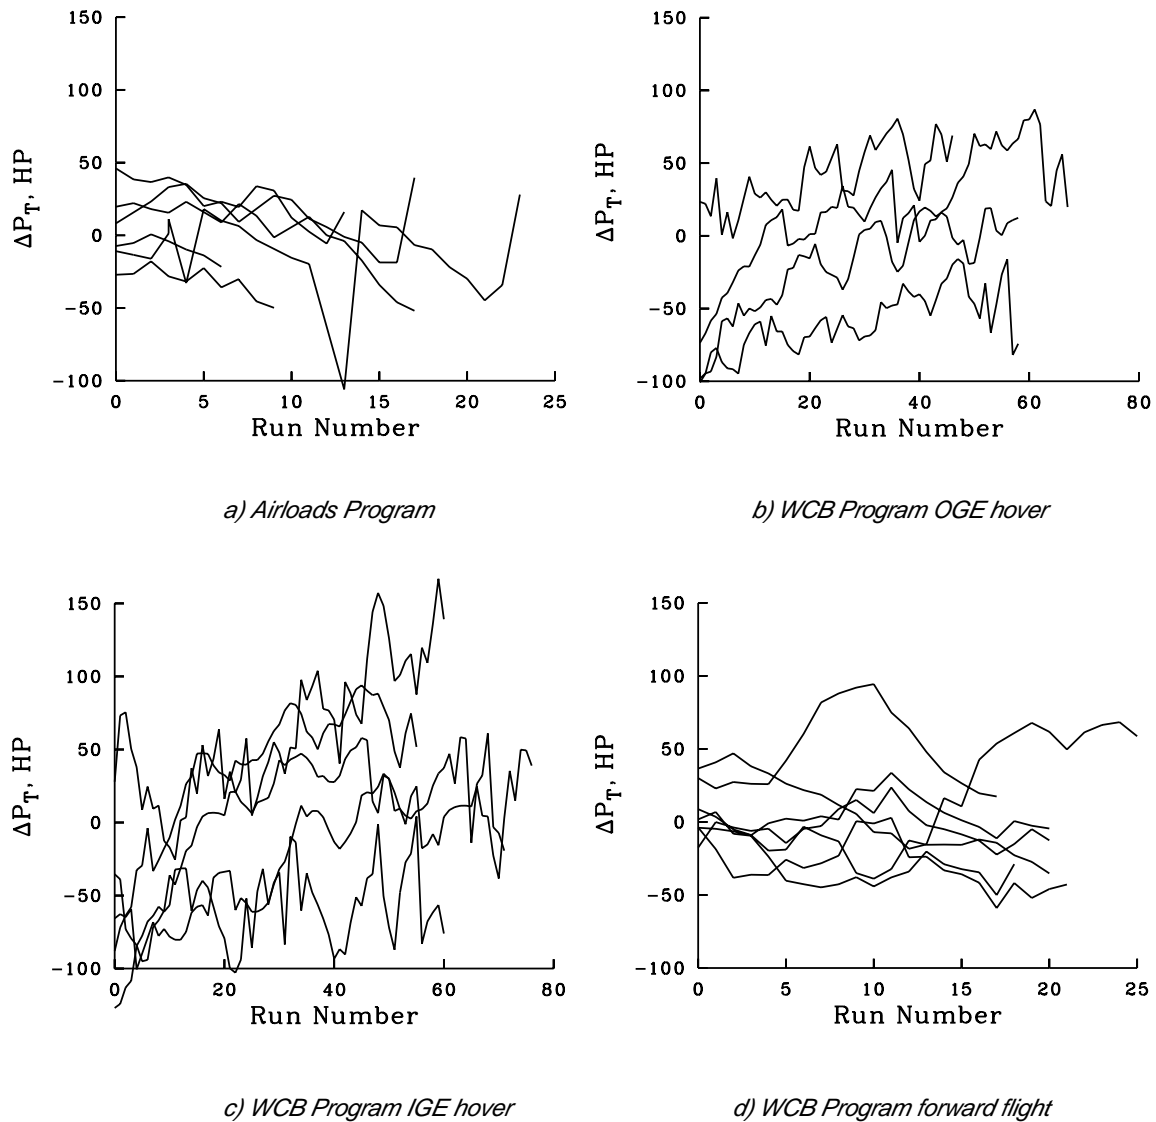 150
100
50
0
−50
−100
ΔP_T, HP
0 5 10 15 20 25
Run Number
a) Airloads Program
150
100
50
0
−50
−100
ΔP_T, HP
0 20 40 60 80
Run Number
b) WCB Program OGE hover
150
100
50
0
−50
−100
ΔP_T, HP
0 20 40 60 80
Run Number
c) WCB Program IGE hover
150
100
50
0
−50
−100
ΔP_T, HP
0 5 10 15 20 25
Run Number
d) WCB Program forward flight